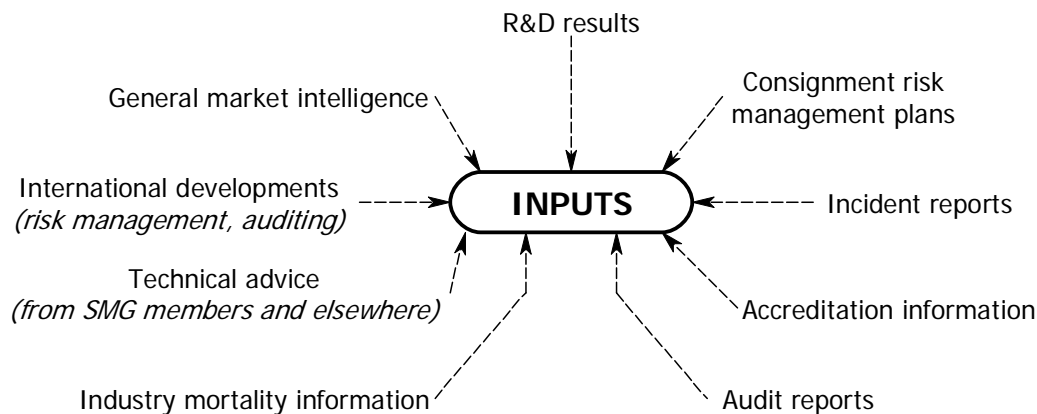 R&D results
General market intelligence
Consignment risk
management plans
International developments
(risk management, auditing)
INPUTS
Incident reports
Technical advice
(from SMG members and elsewhere)
Accreditation information
Industry mortality information
Audit reports